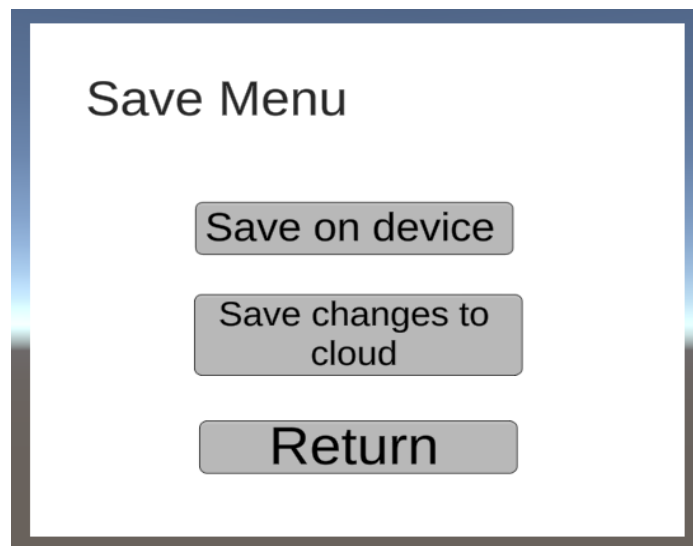 Save Menu
Save on device
Save changes to
cloud
Return